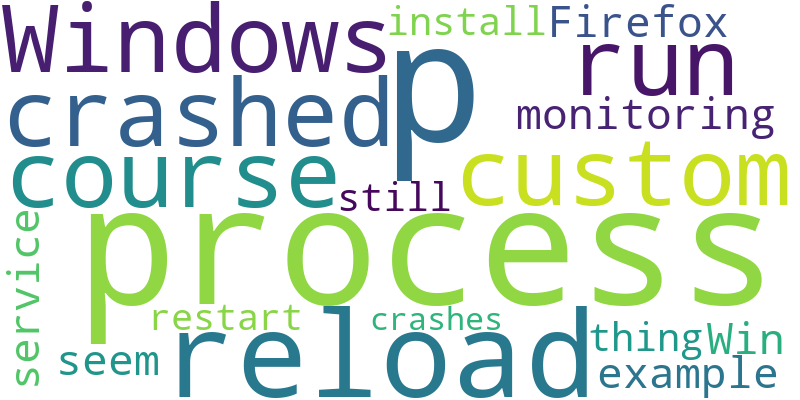 Windows
install
Firefox
p
run
crashed
monitoring
course
custom
still
process
service
restart
crashes
reload
thing
Win
seem
example